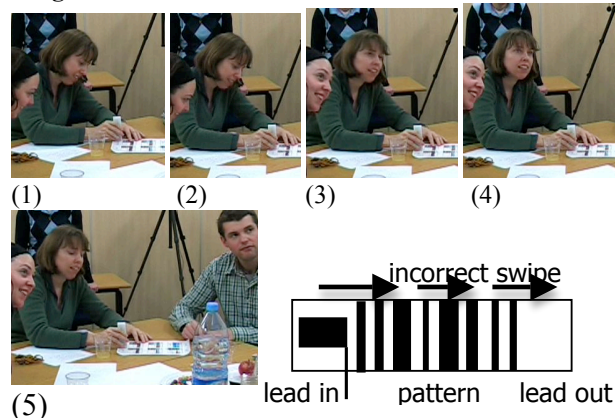 (1)
(2)
(3)
(4)
(5)
incorrect swipe
lead in
pattern
lead out